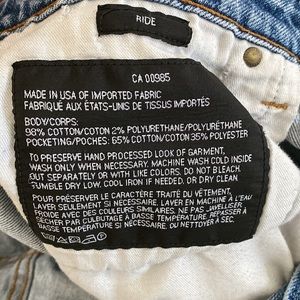 RIDE
CA 00985
MADE IN USA OF IMPORTED FABRIC
FABRIQUÉ AUX ÉTATS-UNIS DE TISSUS IMPORTÉS
BODY/CORPS:
98% COTTON/COTON 2% POLYURETHANE/POLYURÉTHANE
POCKETING/POCHES: 65% COTTON/COTON 35% POLYESTER
TO PRESERVE HAND PROCESSED LOOK OF GARMENT,
WASH ONLY WHEN NECESSARY, MACHINE WASH COLD INSIDE
OUT SEPARATELY OR WITH LIKE COLORS. DO NOT BLEACH.
TUMBLE DRY LOW. COOL IRON IF NEEDED. OR DRY CLEAN
POUR PRÉSERVER LE CARACTÈRE TRAITÉ DU VÊTEMENT,
LAVER SEULEMENT SI NÉCESSAIRE. MACHINE LAVER FROID
AVEC DES COULEURS SIMILAIRES. NE PAS JAVELLISER
SÉCHAGE PAR CULBUTAGE À BASSE TEMPÉRATURE. REPASSER À
BASSE TEMPÉRATURE SI NÉCESSAIRE. OU NETTOYER À SEC.